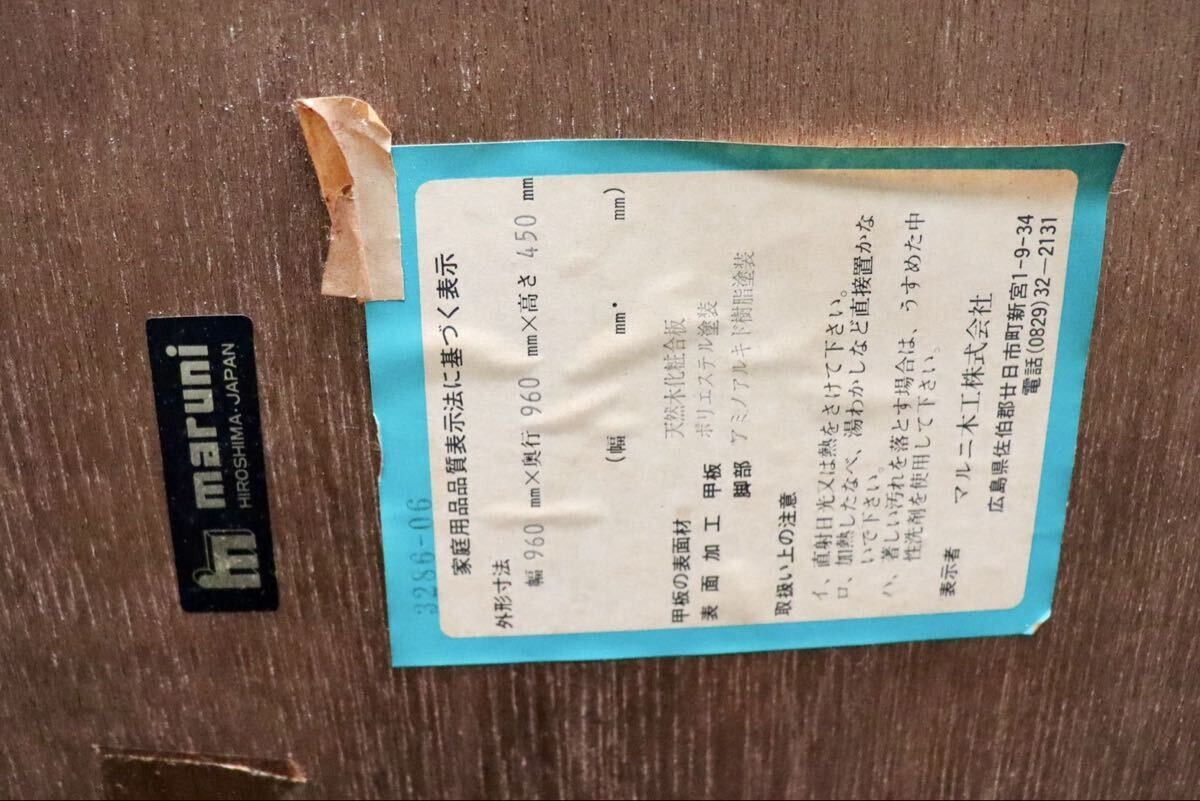 maruni
HIROSHIMA・JAPAN
3286-06
家庭用品品質表示法に基づく表示
外形寸法
幅 960 mm×奥行 960 mm×高さ 450 mm
(幅 mm・ mm)
甲板の表面材 天然木化粧合板
表面加工 甲板 ポリエステル塗装
脚部 アミノアルキド樹脂塗装
取扱い上の注意
イ、直射日光又は熱をさけて下さい。
ロ、加熱したなべ、湯わかしなど直接置かな
いで下さい。
ハ、著しい汚れを落とす場合は、うすめた中
性洗剤を使用して下さい。
表示者
マルニ木工株式会社
広島県佐伯郡廿日市町新宮1-9-34
電話(0829)32-2131